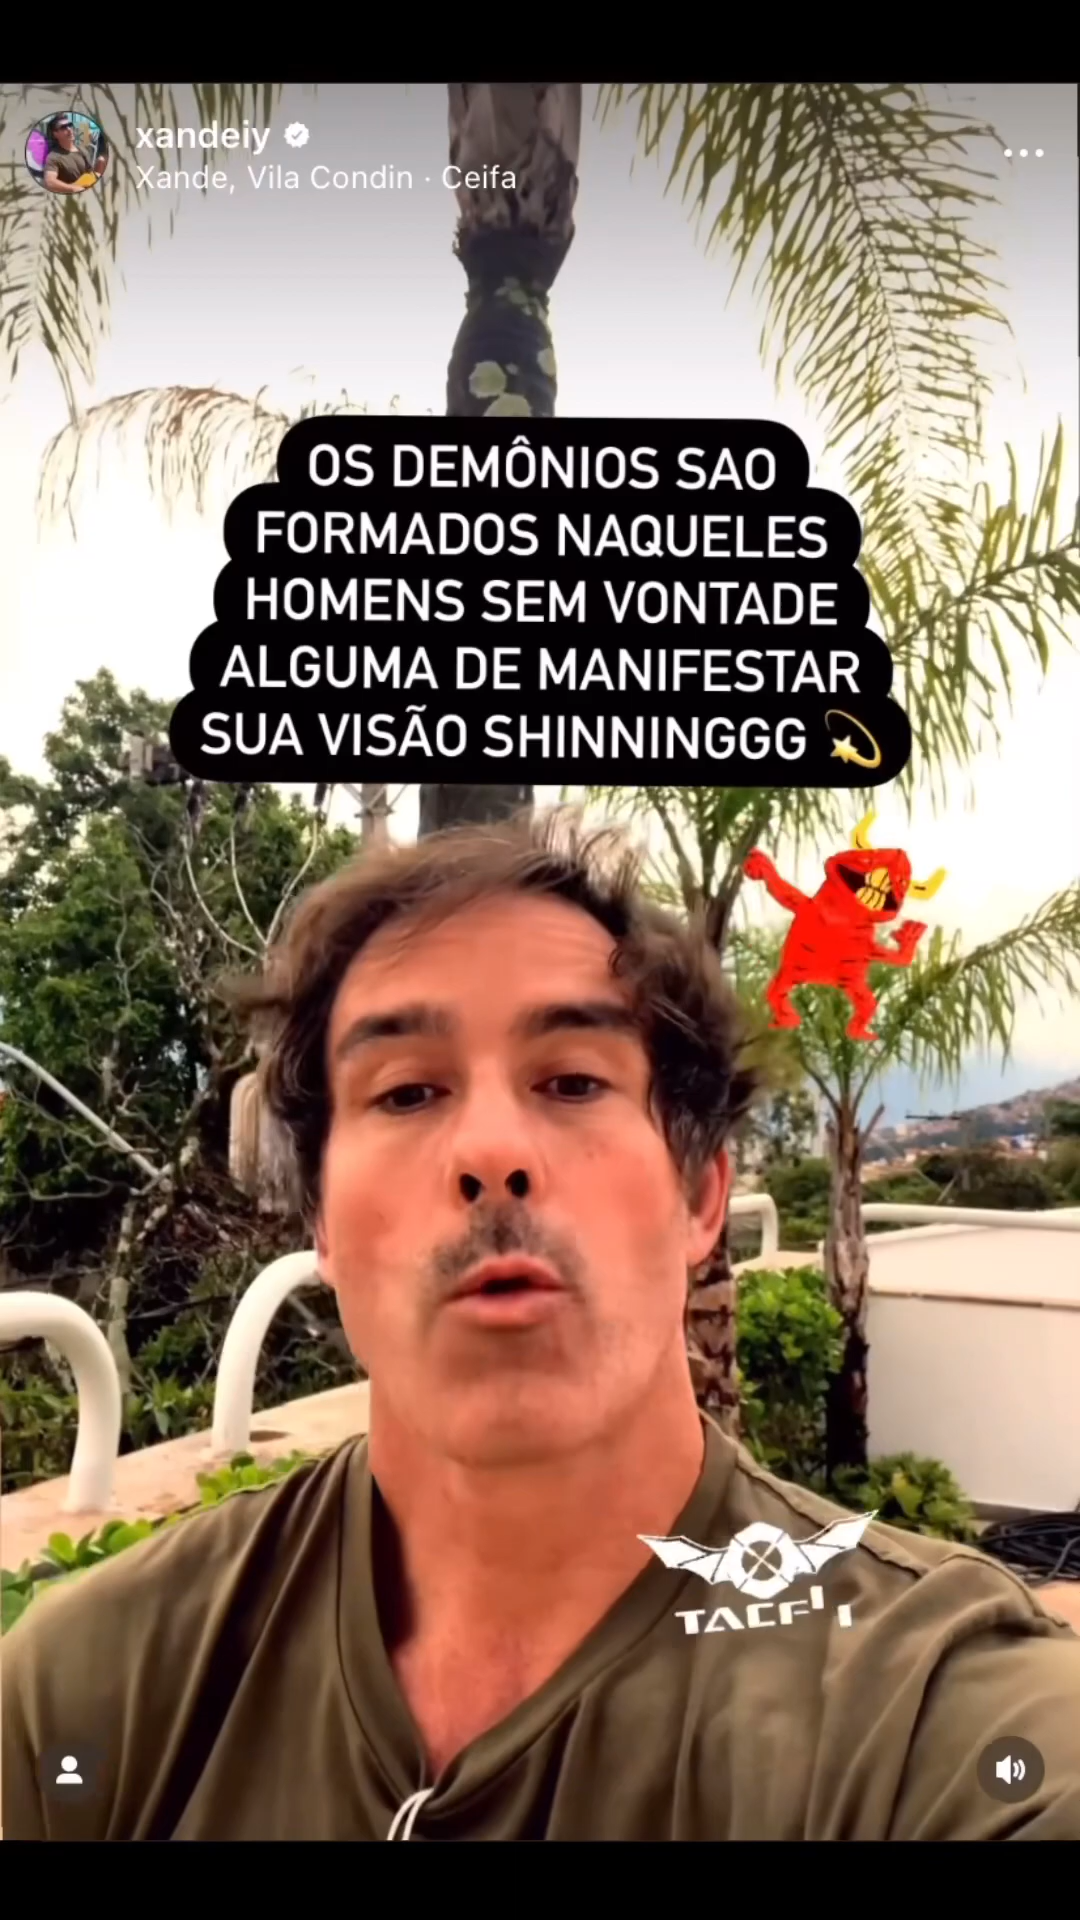 xandeiy
Xande, Vila Condin · Ceifa
OS DEMÔNIOS SAO
FORMADOS NAQUELES
HOMENS SEM VONTADE
ALGUMA DE MANIFESTAR
SUA VISÃO SHINNINGGG